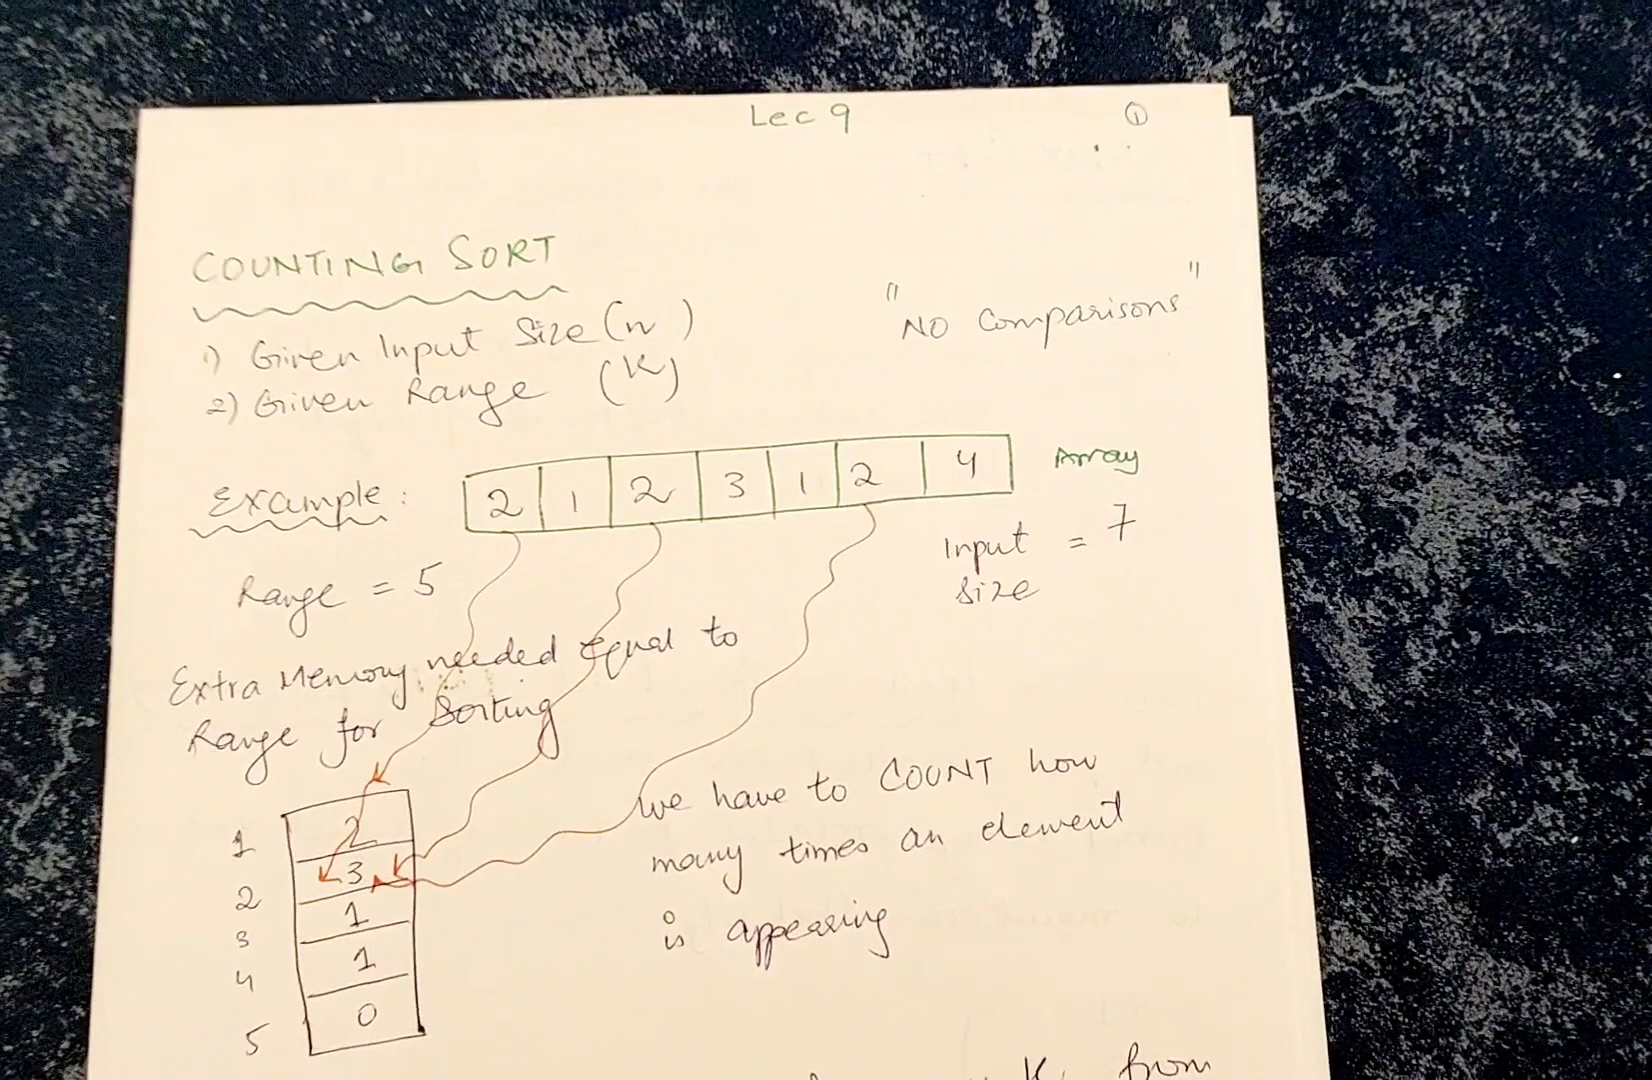 Lec 9
1
COUNTING SORT
1) Given Input Size (n)
"No Comparisons"
2) Given Range (K)
Example :
2 1 2 3 1 2 4
Array
Range = 5
Input Size = 7
Extra Memory needed equal to
Range for Sorting
we have to COUNT how
many times an element
is appearing
1 2
2 3
3 1
4 1
5 0
K from